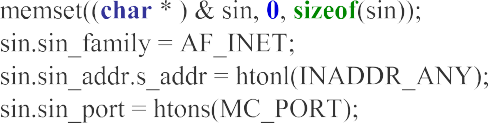 memset((char * ) & sin, 0, sizeof(sin));
sin.sin_family = AF_INET;
sin.sin_addr.s_addr = htonl(INADDR_ANY);
sin.sin_port = htons(MC_PORT);